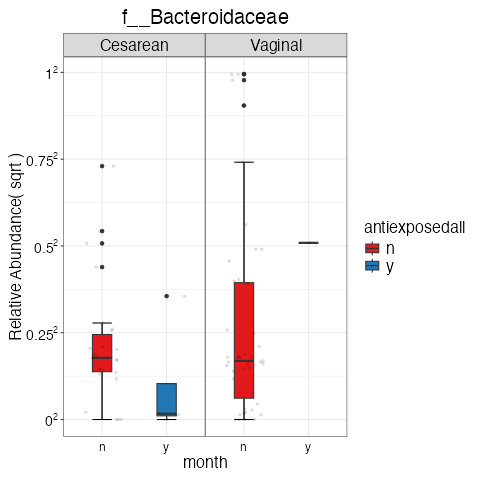 f__Bacteroidaceae
Cesarean
Vaginal
1²
0.75²
0.5²
0.25²
0²
Relative Abundance( sqrt )
n
y
n
y
month
antiexposedall
n
y